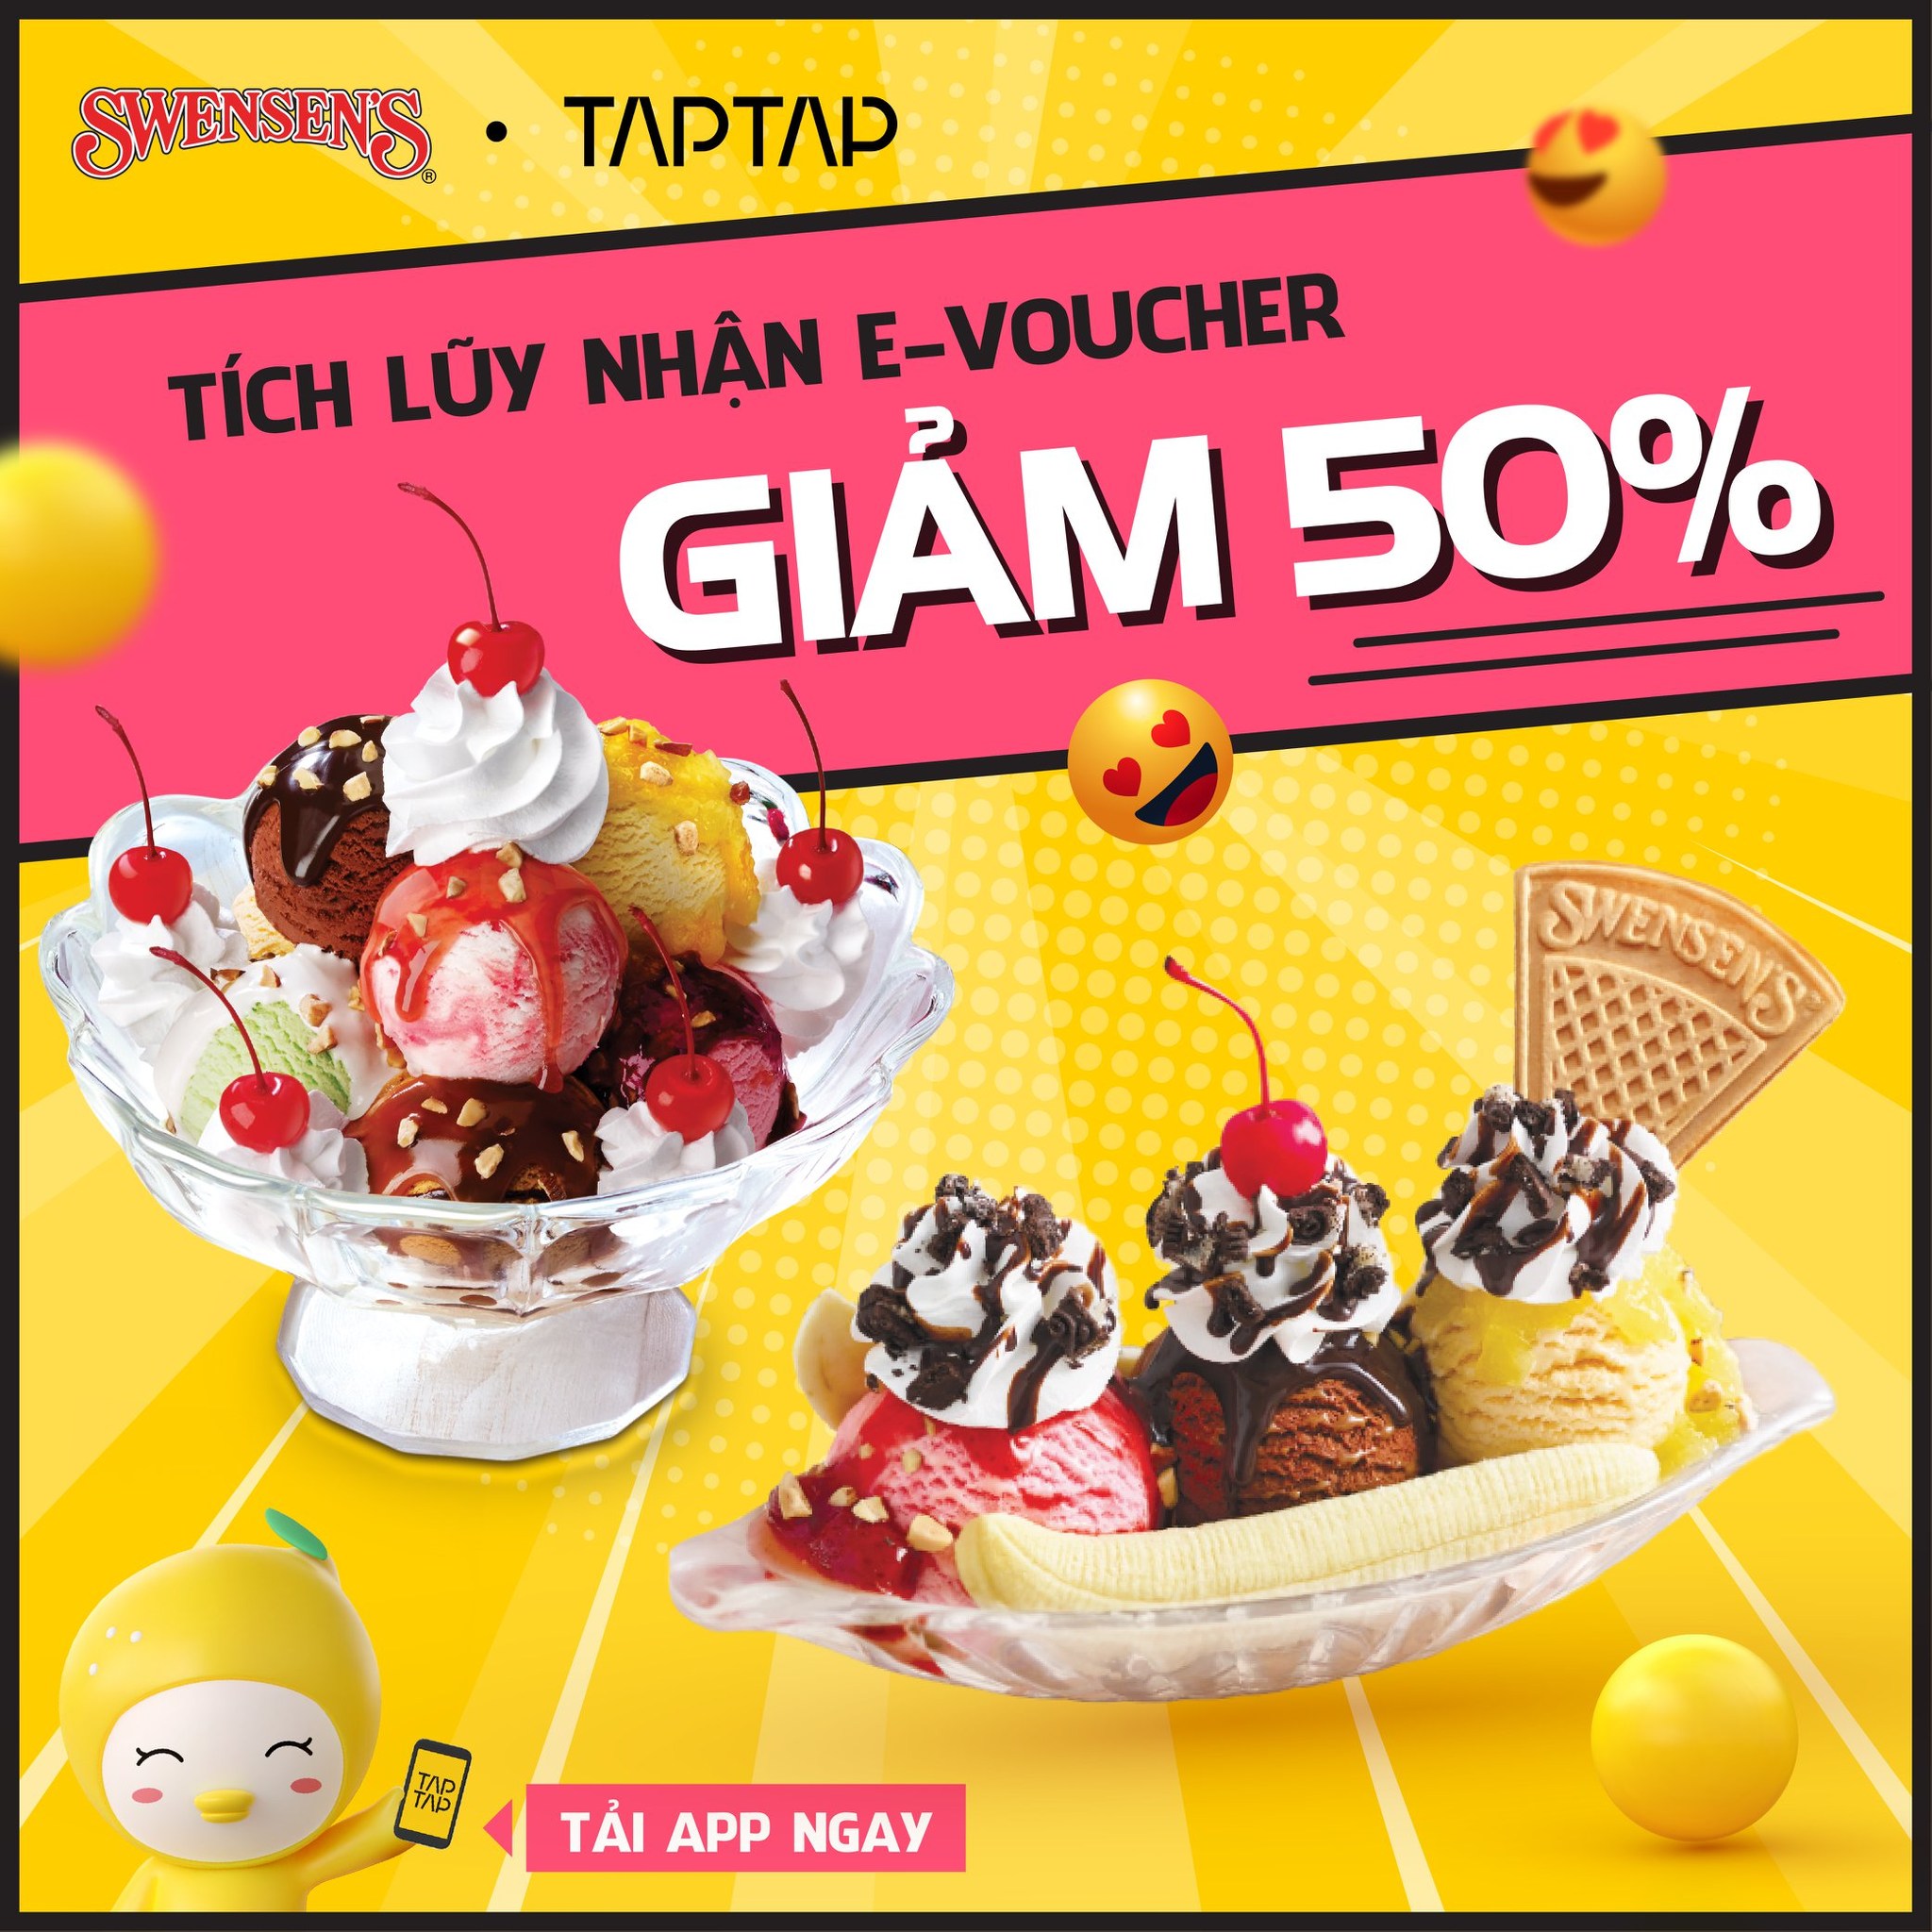 SWENSEN'S® • TAPTAP
TÍCH LŨY NHẬN E-VOUCHER
GIẢM 50%
SWENSEN'S
TAP
TAP
TẢI APP NGAY